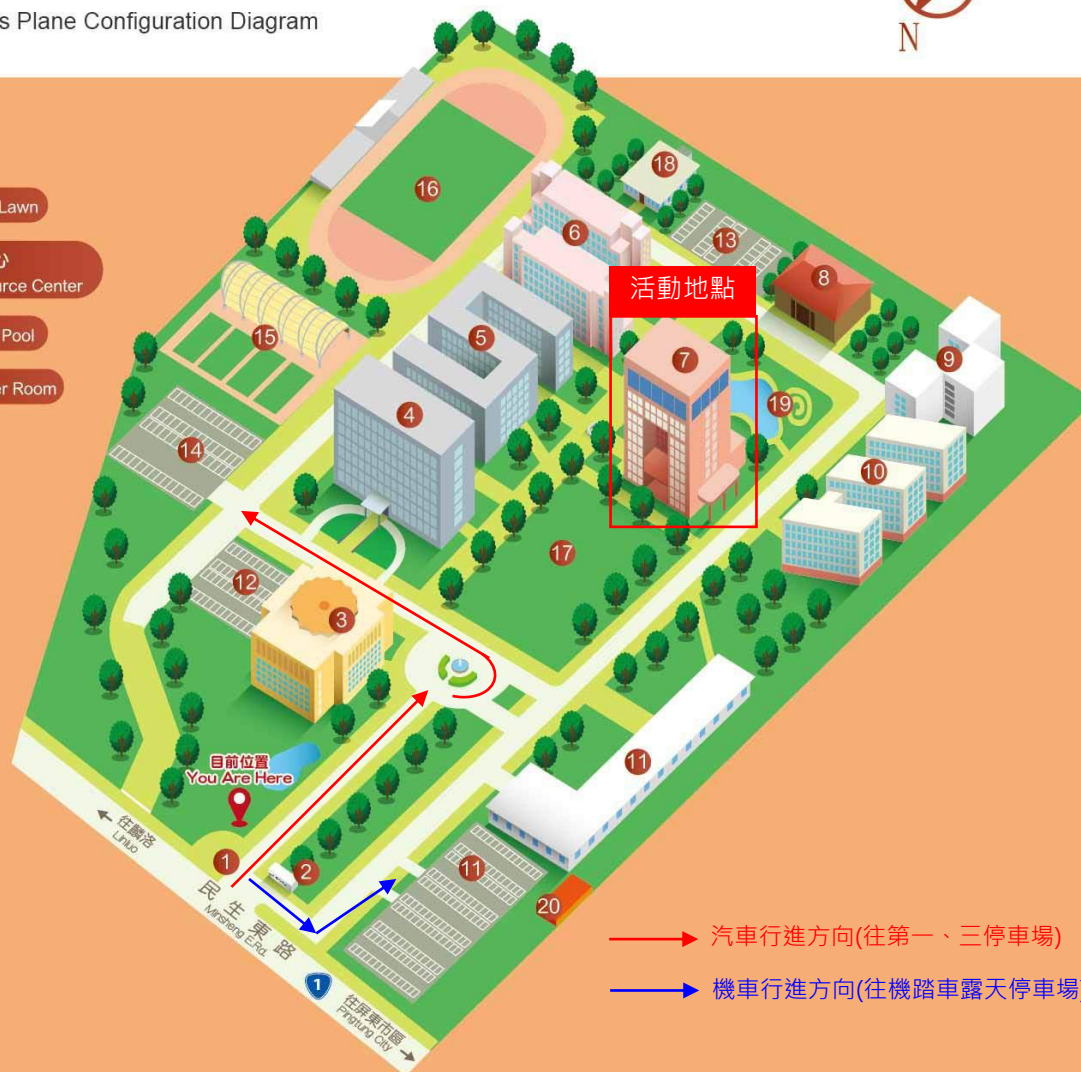 s Plane Configuration Diagram
N
Lawn
心
urce Center
Pool
er Room
16
18
6
13
8
活動地點
5
15
7
9
4
19
14
10
17
12
3
目前位置
You Are Here
11
往麟洛
Linluo
1
2
11
民生東路
Minsheng E.Rd.
20
汽車行進方向(往第一、三停車場)
1
機車行進方向(往機踏車露天停車場
往屏東市區
Pingtung City